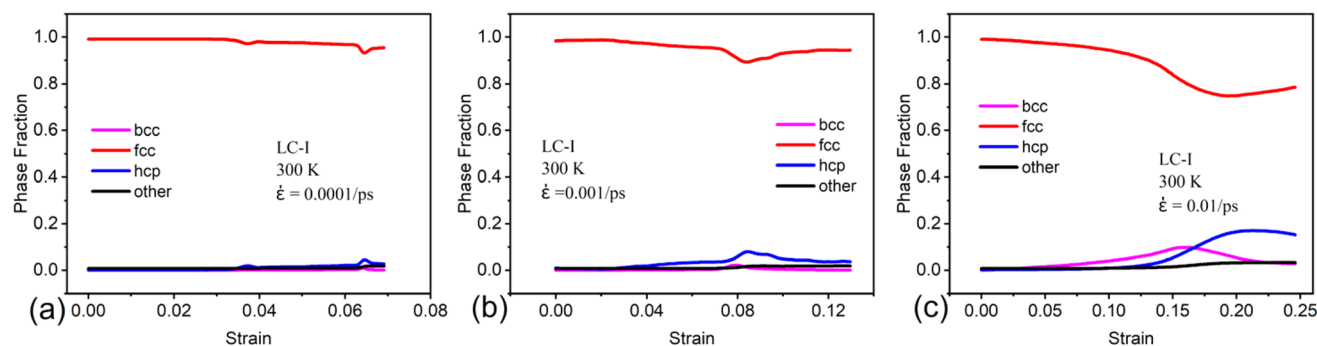 1.0
0.8
0.6
0.4
0.2
0.0
Phase Fraction
bcc
fcc
hcp
other
LC-I
300 K
ε̇ = 0.0001/ps
0.00 0.02 0.04 0.06 0.08
Strain
(a)
1.0
0.8
0.6
0.4
0.2
0.0
Phase Fraction
LC-I
300 K
ε̇ =0.001/ps
bcc
fcc
hcp
other
0.00 0.04 0.08 0.12
Strain
(b)
1.0
0.8
0.6
0.4
0.2
0.0
Phase Fraction
bcc
fcc
hcp
other
LC-I
300 K
ε̇ = 0.01/ps
0.00 0.05 0.10 0.15 0.20 0.25
Strain
(c)